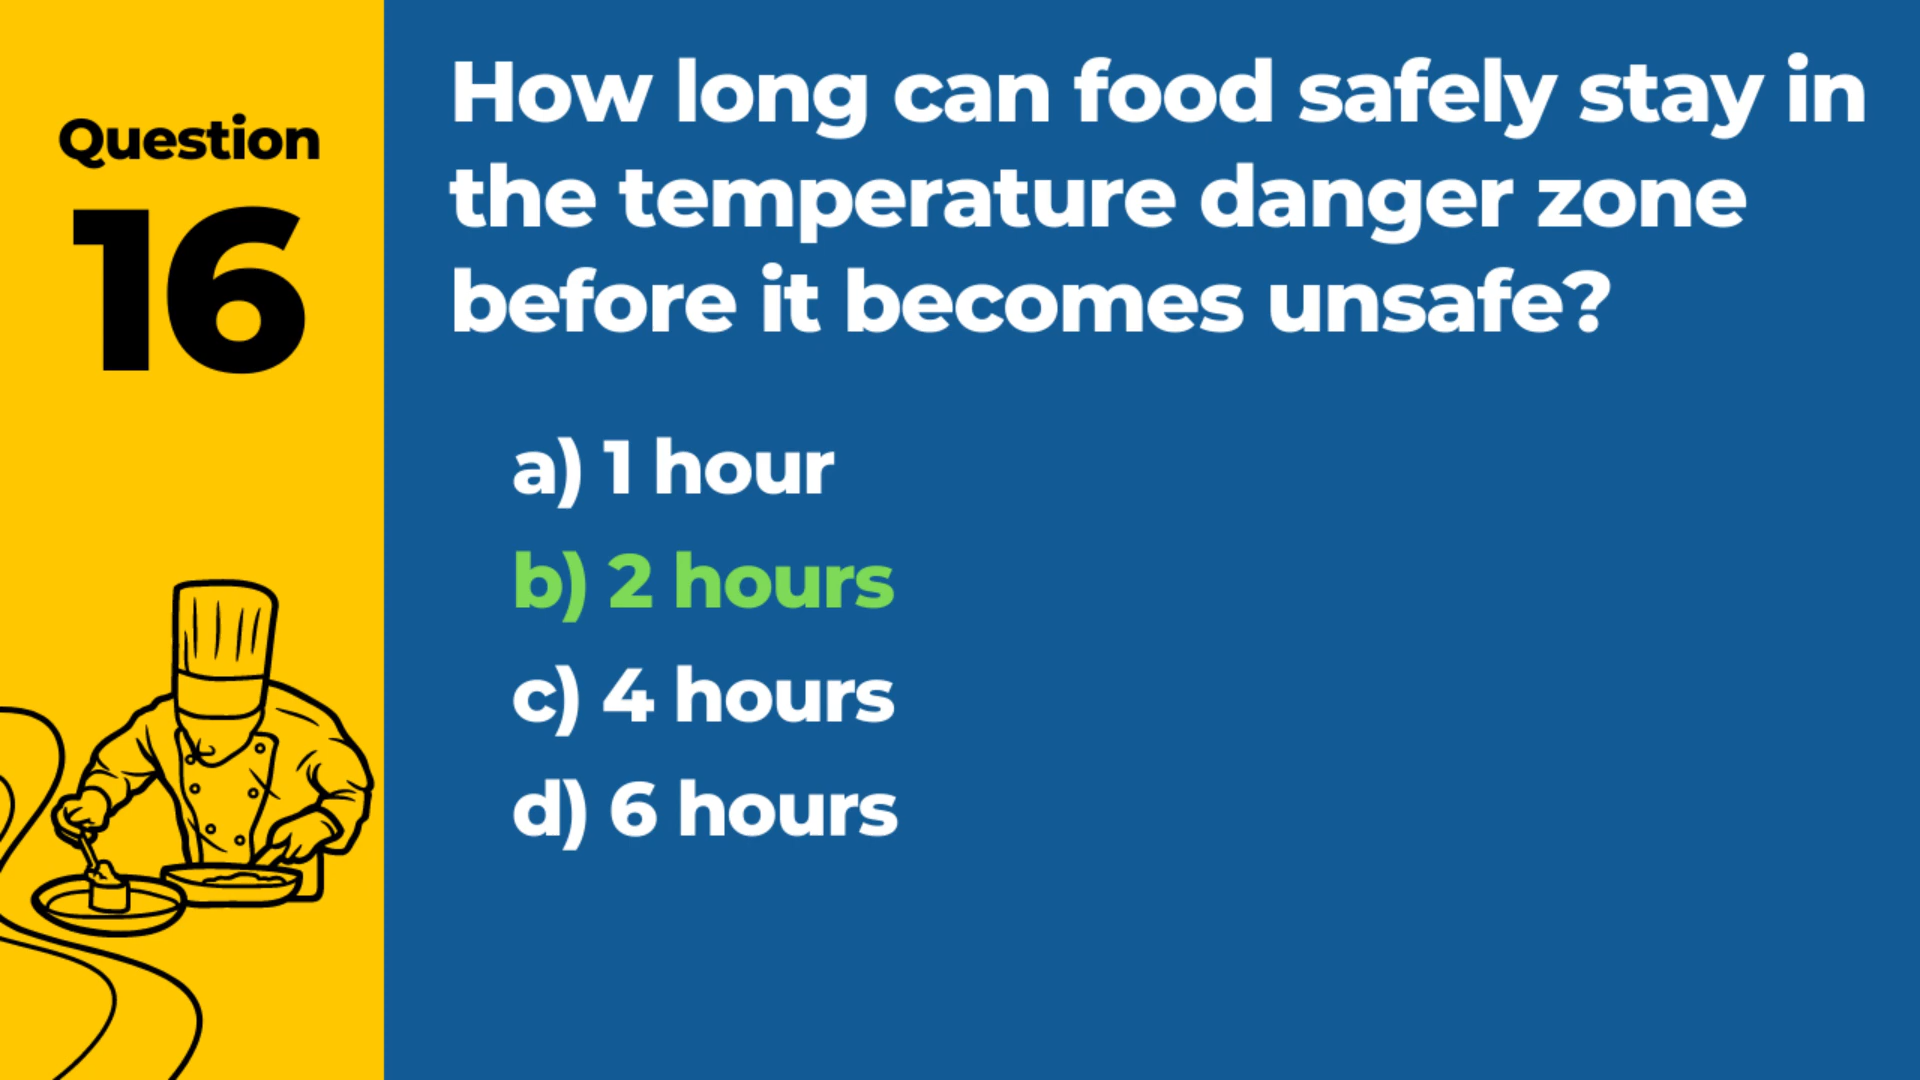 Question
16
How long can food safely stay in
the temperature danger zone
before it becomes unsafe?
a) 1 hour
b) 2 hours
c) 4 hours
d) 6 hours